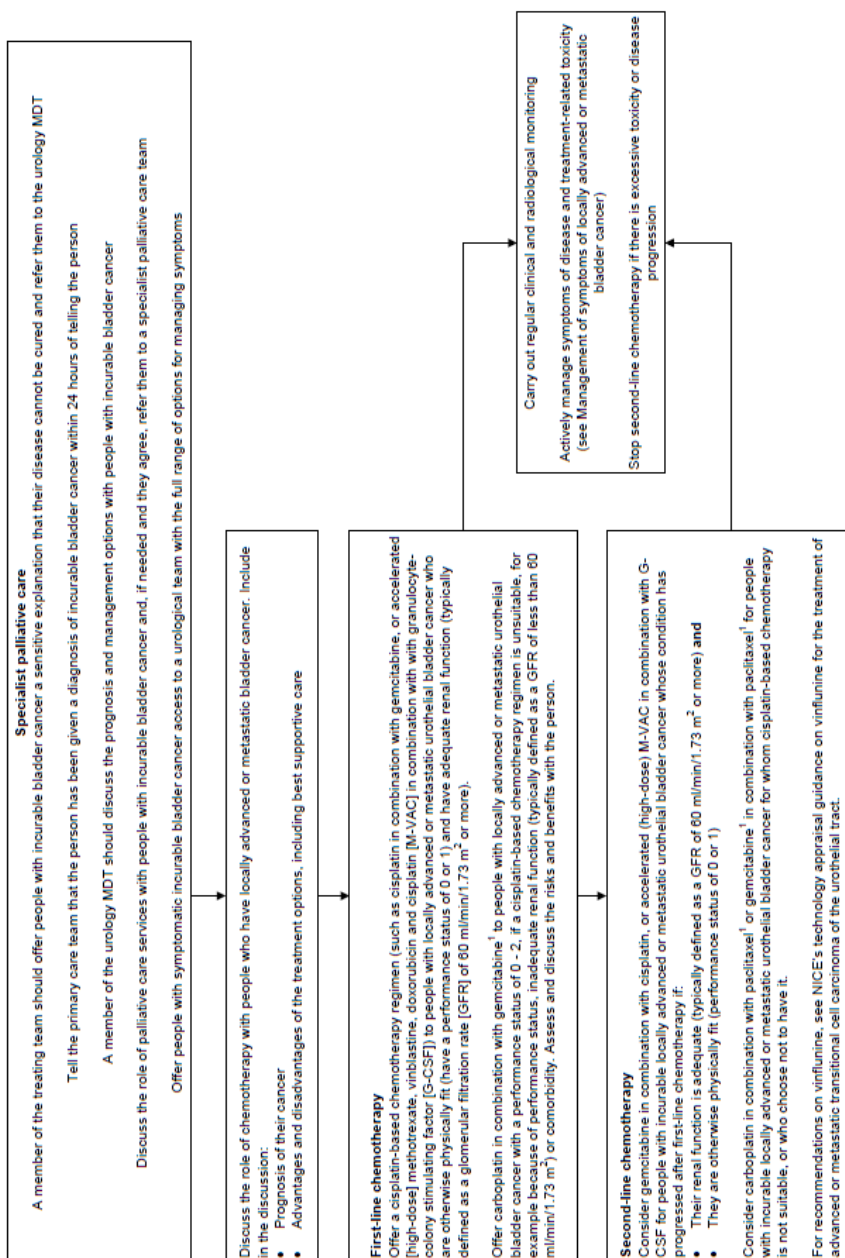 Specialist palliative care
A member of the treating team should offer people with incurable bladder cancer a sensitive explanation that their disease cannot be cured and refer them to the urology MDT
Tell the primary care team that the person has been given a diagnosis of incurable bladder cancer within 24 hours of telling the person
A member of the urology MDT should discuss the prognosis and management options with people with incurable bladder cancer
Discuss the role of palliative care services with people with incurable bladder cancer and, if needed and they agree, refer them to a specialist palliative care team
Offer people with symptomatic incurable bladder cancer access to a urological team with the full range of options for managing symptoms
Discuss the role of chemotherapy with people who have locally advanced or metastatic bladder cancer. Include
in the discussion:
• Prognosis of their cancer
• Advantages and disadvantages of the treatment options, including best supportive care
First-line chemotherapy
Offer a cisplatin-based chemotherapy regimen (such as cisplatin in combination with gemcitabine, or accelerated
[high-dose] methotrexate, vinblastine, doxorubicin and cisplatin [M-VAC] in combination with with granulocyte-
colony stimulating factor [G-CSF]) to people with locally advanced or metastatic urothelial bladder cancer who
are otherwise physically fit (have a performance status of 0 or 1) and have adequate renal function (typically
defined as a glomerular filtration rate [GFR] of 60 ml/min/1.73 m² or more).
Offer carboplatin in combination with gemcitabine¹ to people with locally advanced or metastatic urothelial
bladder cancer with a performance status of 0 - 2, if a cisplatin-based chemotherapy regimen is unsuitable, for
example because of performance status, inadequate renal function (typically defined as a GFR of less than 60
ml/min/1.73 m²) or comorbidity. Assess and discuss the risks and benefits with the person.
Second-line chemotherapy
Consider gemcitabine in combination with cisplatin, or accelerated (high-dose) M-VAC in combination with G-
CSF for people with incurable locally advanced or metastatic urothelial bladder cancer whose condition has
progressed after first-line chemotherapy if:
• Their renal function is adequate (typically defined as a GFR of 60 ml/min/1.73 m² or more) and
• They are otherwise physically fit (performance status of 0 or 1)
Consider carboplatin in combination with paclitaxel¹ or gemcitabine¹ in combination with paclitaxel¹ for people
with incurable locally advanced or metastatic urothelial bladder cancer for whom cisplatin-based chemotherapy
is not suitable, or who choose not to have it.
For recommendations on vinflunine, see NICE's technology appraisal guidance on vinflunine for the treatment of
advanced or metastatic transitional cell carcinoma of the urothelial tract.
Carry out regular clinical and radiological monitoring
Actively manage symptoms of disease and treatment-related toxicity
(see Management of symptoms of locally advanced or metastatic
bladder cancer)
Stop second-line chemotherapy if there is excessive toxicity or disease
progression